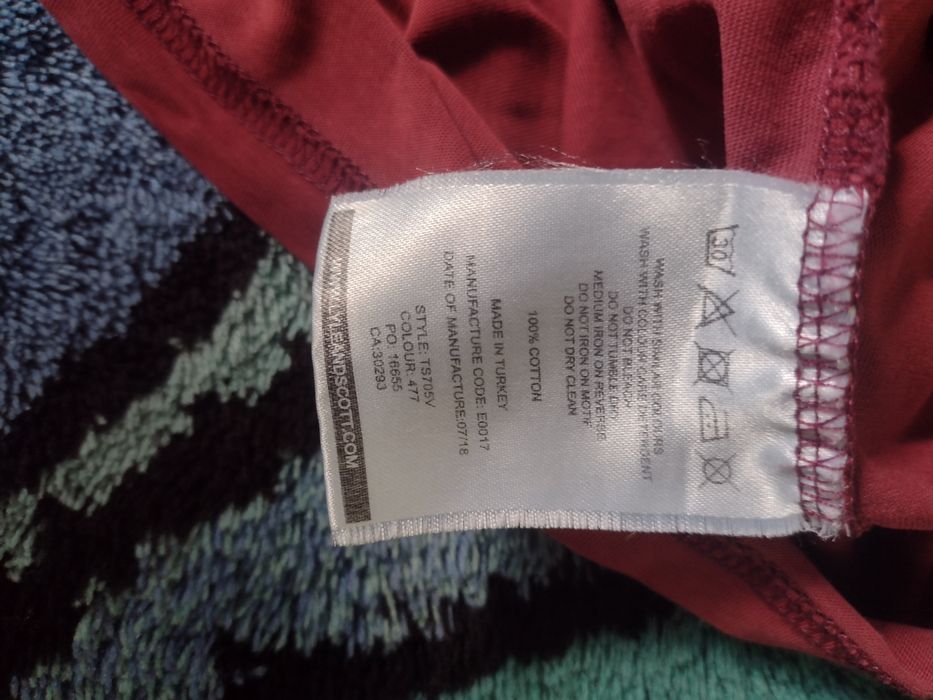 30
WASH WITH SIMILAR COLOURS
WASH WITH COLOUR CARE DETERGENT
DO NOT BLEACH
DO NOT TUMBLE DRY
MEDIUM IRON ON REVERSE
DO NOT IRON ON MOTIF
DO NOT DRY CLEAN
100% COTTON
MADE IN TURKEY
MANUFACTURE CODE: E0017
DATE OF MANUFACTURE:07/18
STYLE: TS705V
COLOUR: 477
PO: 16655
CA:30293
LYLEANDSCOTT.COM